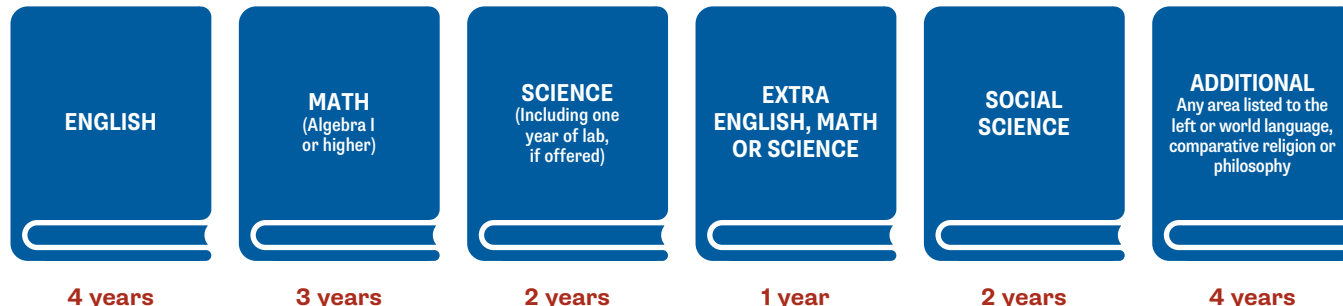 ENGLISH
MATH
(Algebra I
or higher)
SCIENCE
(Including one
year of lab,
if offered)
EXTRA
ENGLISH, MATH
OR SCIENCE
SOCIAL
SCIENCE
ADDITIONAL
Any area listed to the
left or world language,
comparative religion or
philosophy
4 years
3 years
2 years
1 year
2 years
4 years